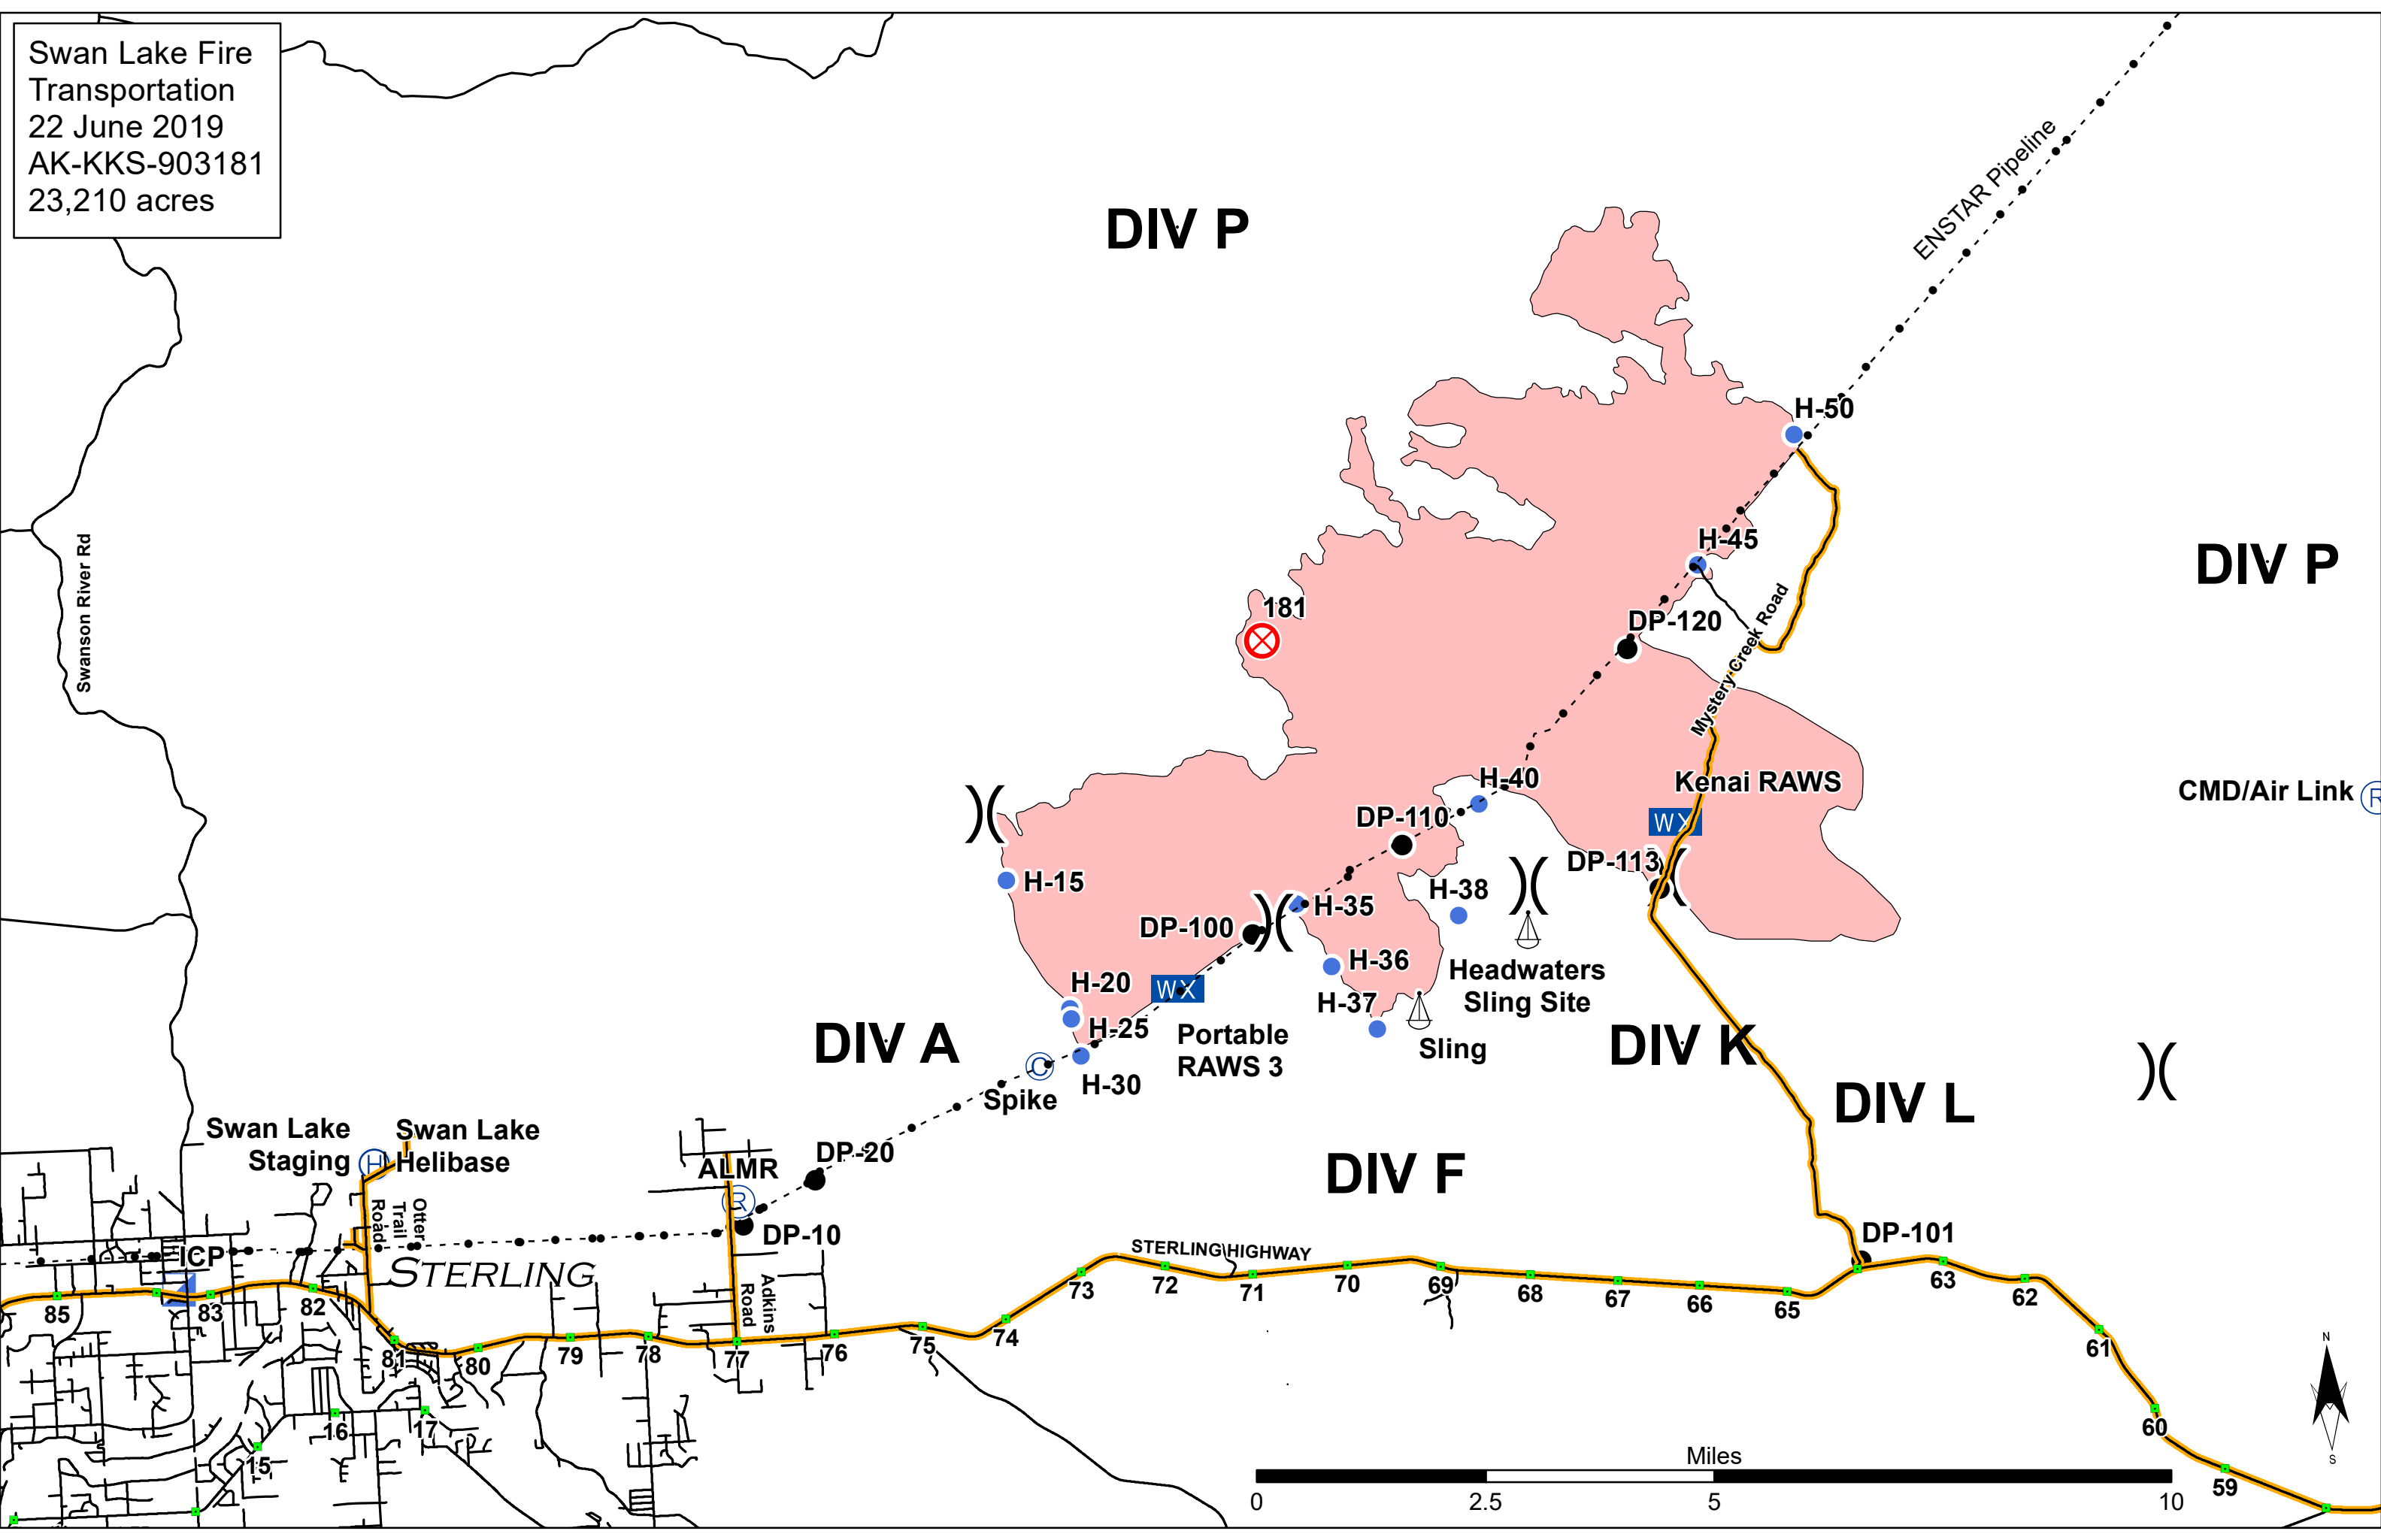 Swan Lake Fire
Transportation
22 June 2019
AK-KKS-903181
23,210 acres
ENSTAR Pipeline
DIV P
H-50
Swanson River Rd
H-45
DIV P
181
DP-120
Mystery Creek Road
H-40
Kenai RAWS
CMD/Air Link
R
DP-110
WX
DP-113
H-15
H-38
H-35
DP-100
H-36
Headwaters
Sling Site
H-20
WX
H-37
H-25
Portable
RAWS 3
Sling
DIV A
DIV K
C
H-30
Spike
DIV L
Swan Lake
Staging
H
Swan Lake
Helibase
DP-20
ALMR
R
DIV F
Otter
Trail
Road
DP-10
DP-101
ICP
STERLING
STERLING HIGHWAY
Adkins
Road
85
83
82
81
80
79
78
77
76
75
74
73
72
71
70
69
68
67
66
65
63
62
61
60
59
16
17
15
Miles
0
2.5
5
10
N
S